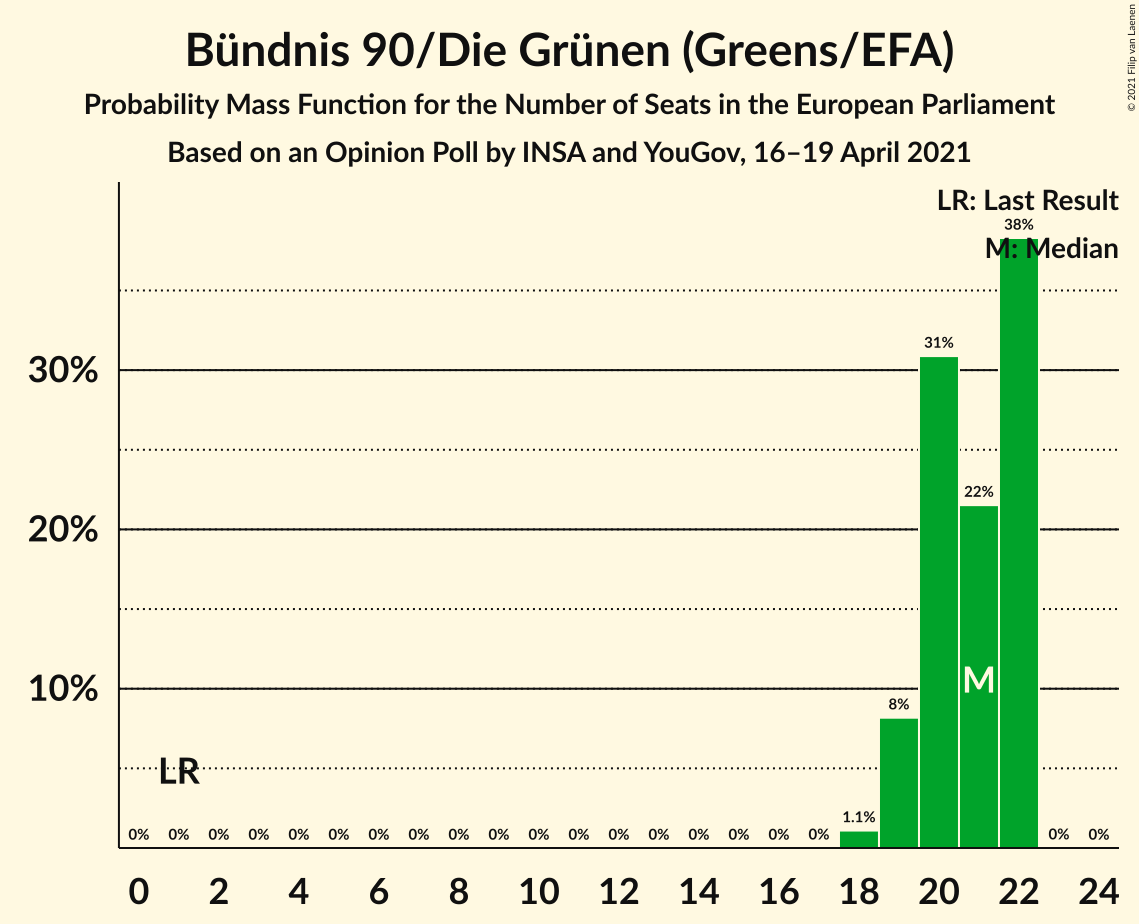 Bündnis 90/Die Grünen (Greens/EFA)
Probability Mass Function for the Number of Seats in the European Parliament
Based on an Opinion Poll by INSA and YouGov, 16–19 April 2021
© 2021 Filip van Laenen
LR: Last Result
38%
M: Median
31%
30%
22%
20%
M
10%
8%
LR
1.1%
0% 0% 0% 0% 0% 0% 0% 0% 0% 0% 0% 0% 0% 0% 0% 0% 0% 0% 0% 0%
0 2 4 6 8 10 12 14 16 18 20 22 24